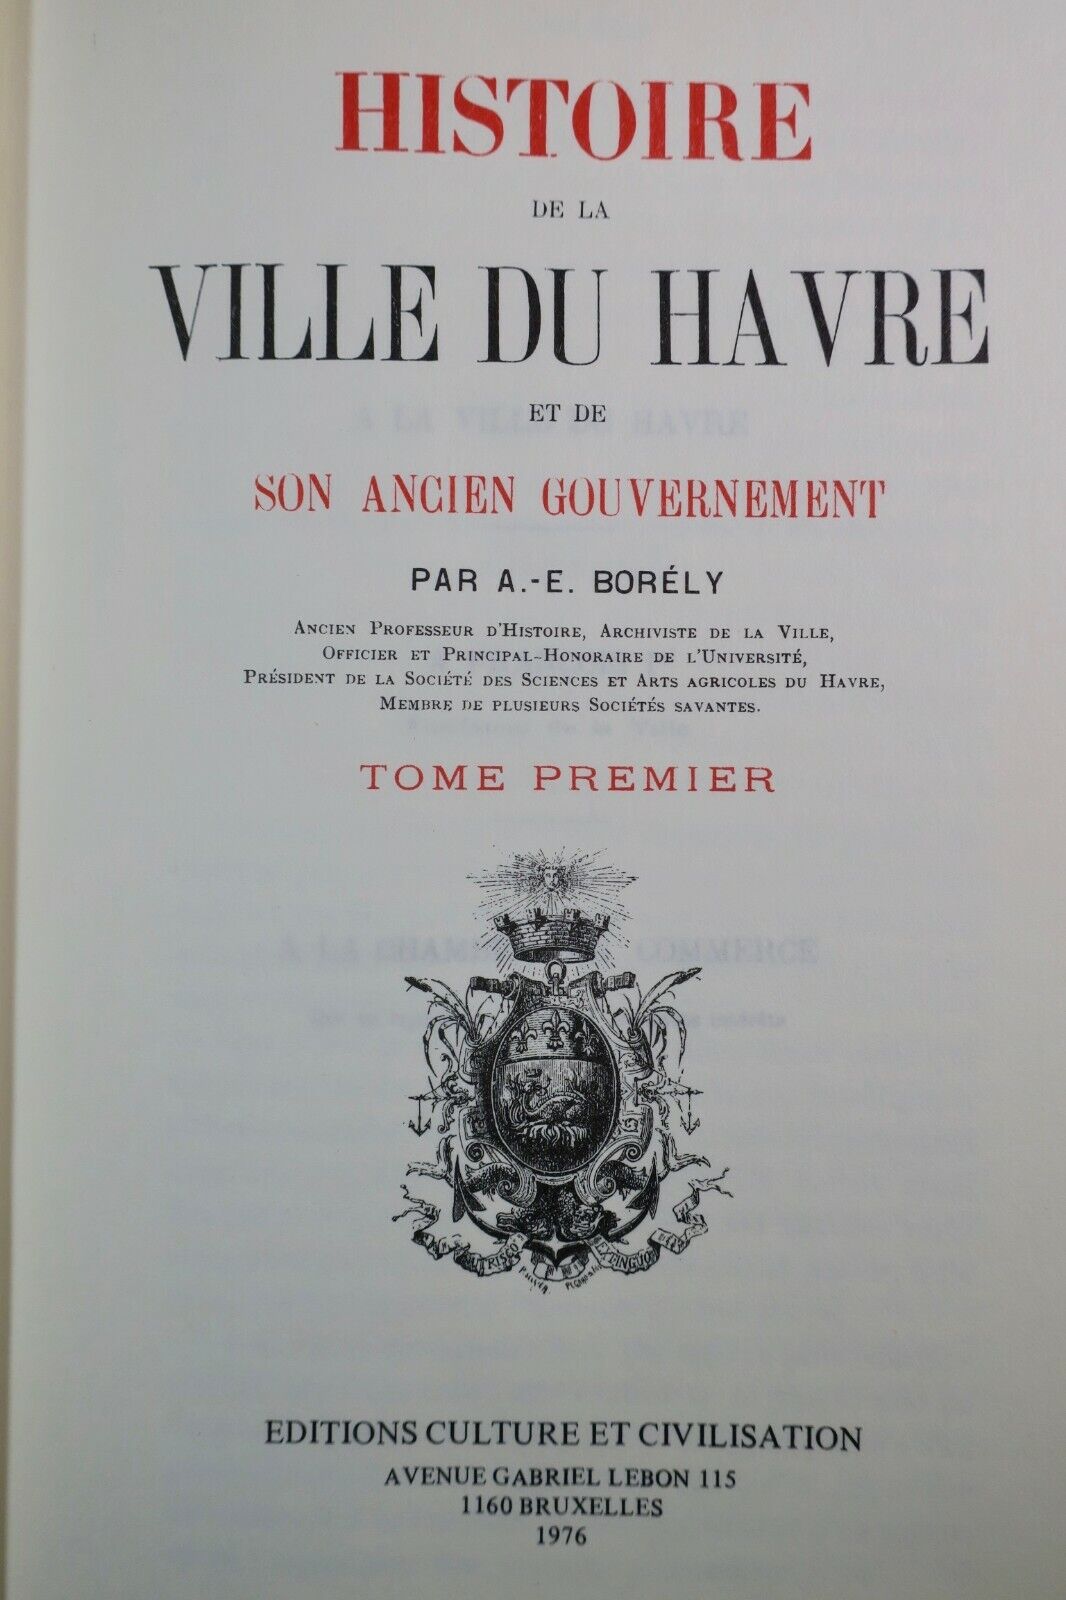 HISTOIRE
DE LA
VILLE DU HAVRE
ET DE
SON ANCIEN GOUVERNEMENT
PAR A.-E. BORÉLY
ANCIEN PROFESSEUR D'HISTOIRE, ARCHIVISTE DE LA VILLE,
OFFICIER ET PRINCIPAL-HONORAIRE DE L'UNIVERSITÉ,
PRÉSIDENT DE LA SOCIÉTÉ DES SCIENCES ET ARTS AGRICOLES DU HAVRE,
MEMBRE DE PLUSIEURS SOCIÉTÉS SAVANTES.
TOME PREMIER
NUTRISCO EXTINGUO
EDITIONS CULTURE ET CIVILISATION
AVENUE GABRIEL LEBON 115
1160 BRUXELLES
1976